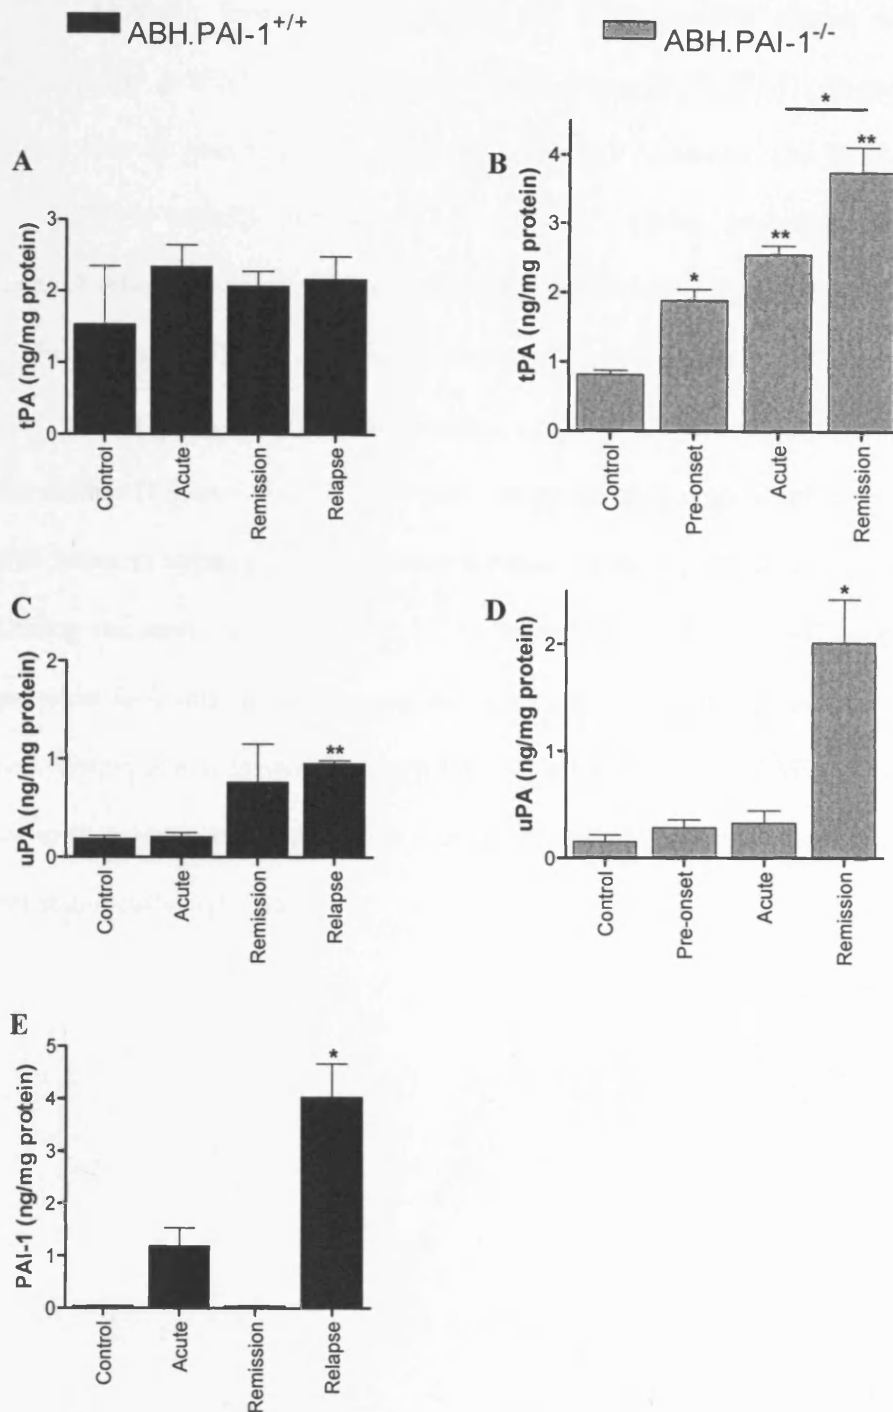 ABH.PAI-1+/+
ABH.PAI-1-/-
A
tPA (ng/mg protein)
3
2
1
0
Control
Acute
Remission
Relapse
B
tPA (ng/mg protein)
4
3
2
1
0
*
**
**
*
Control
Pre-onset
Acute
Remission
C
uPA (ng/mg protein)
2
1
0
**
Control
Acute
Remission
Relapse
D
uPA (ng/mg protein)
2
1
0
*
Control
Pre-onset
Acute
Remission
E
PAI-1 (ng/mg protein)
5
4
3
2
1
0
*
Control
Acute
Remission
Relapse